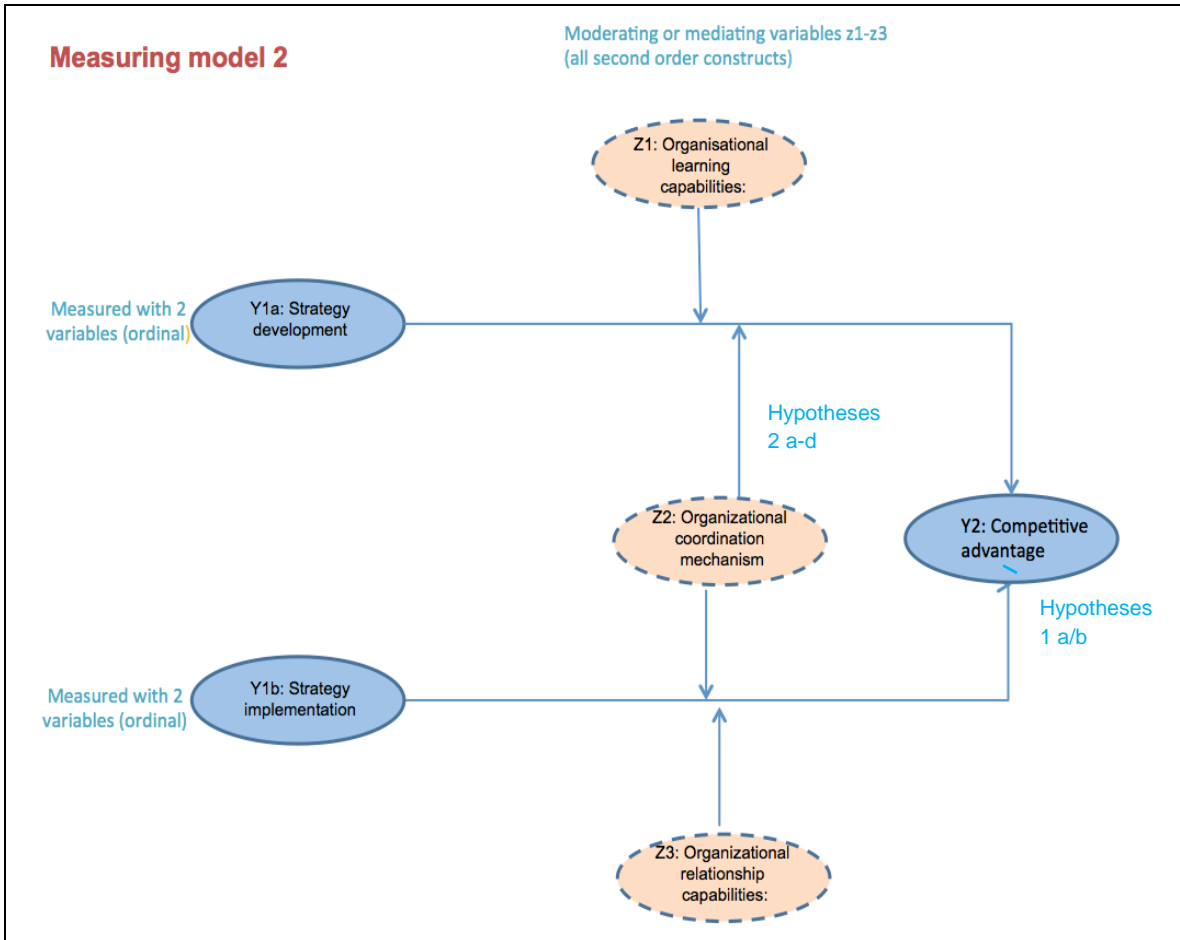 Measuring model 2
Moderating or mediating variables z1-z3
(all second order constructs)
Z1: Organisational
learning
capabilities:
Measured with 2
variables (ordinal)
Y1a: Strategy
development
Hypotheses
2 a-d
Z2: Organizational
coordination
mechanism
Y2: Competitive
advantage
Hypotheses
1 a/b
Measured with 2
variables (ordinal)
Y1b: Strategy
implementation
Z3: Organizational
relationship
capabilities: